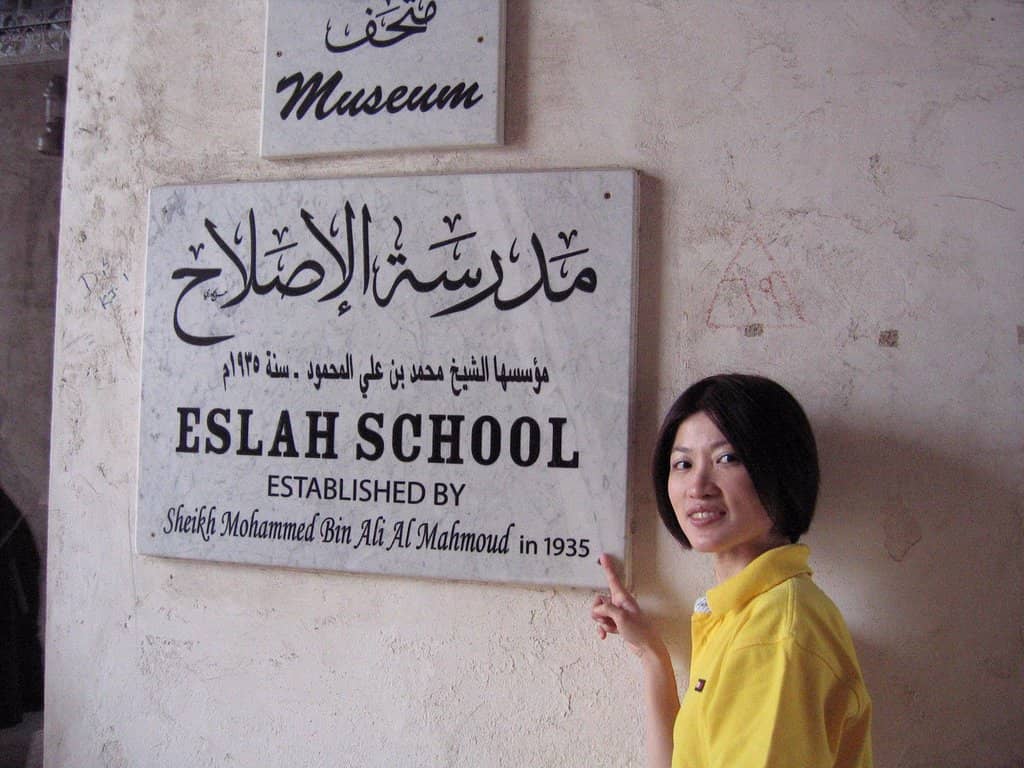 متحف
Museum
مدرسة الإصلاح
مؤسسها الشيخ محمد بن علي المحمود - سنة ١٩٣٥م
ESLAH SCHOOL
ESTABLISHED BY
Sheikh Mohammed Bin Ali Al Mahmoud in 1935